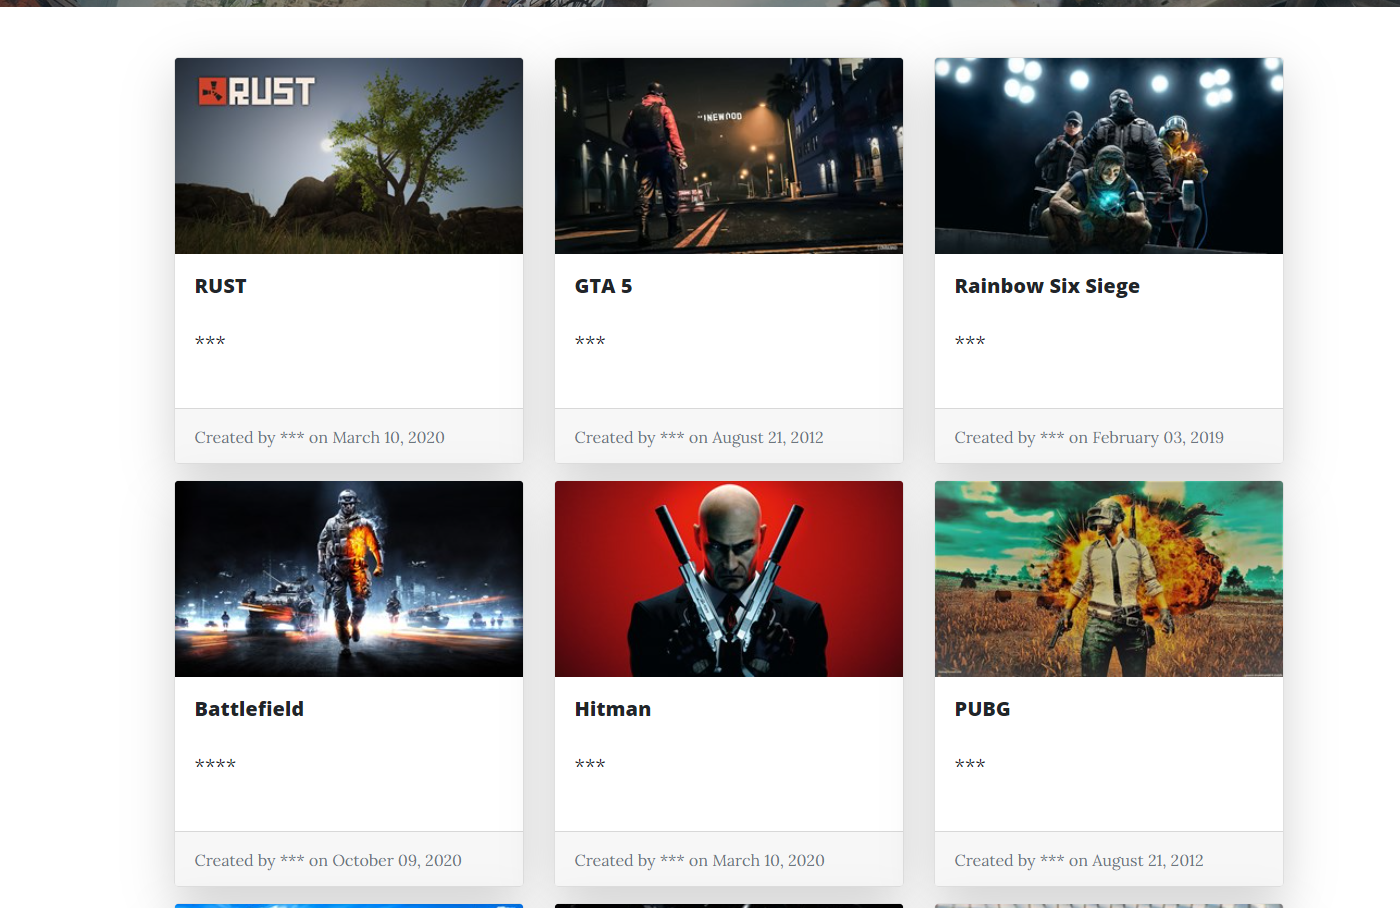 RUST
INEWOOD
RUST
GTA 5
Rainbow Six Siege
***
***
***
Created by *** on March 10, 2020
Created by *** on August 21, 2012
Created by *** on February 03, 2019
Battlefield
Hitman
PUBG
****
***
***
Created by *** on October 09, 2020
Created by *** on March 10, 2020
Created by *** on August 21, 2012